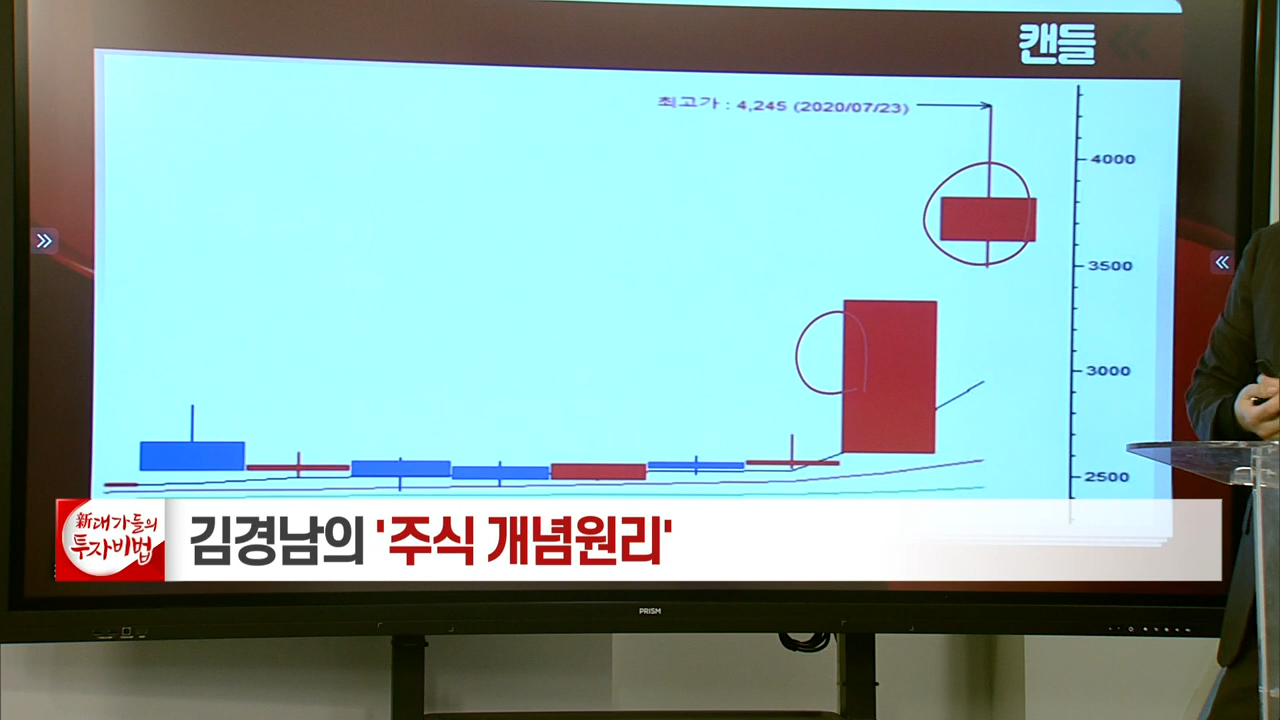 캔들
최고가 : 4,245 (2020/07/23)
4000
3500
3000
2500
新대가들의
투자비법
김경남의 '주식 개념원리'
PRISM